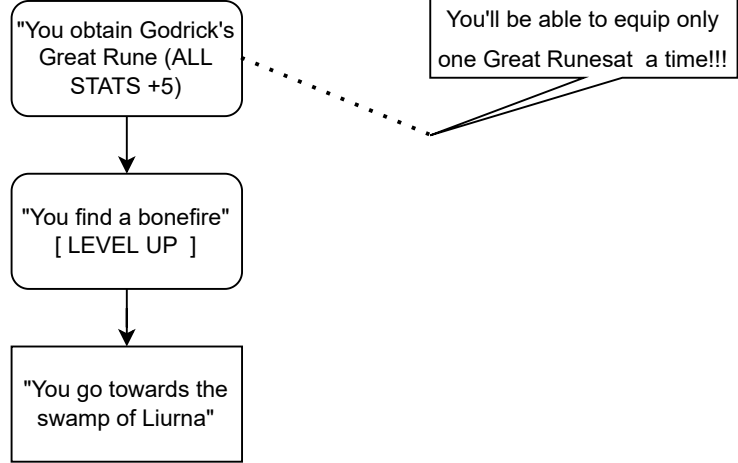 "You obtain Godrick's
Great Rune (ALL
STATS +5)
You'll be able to equip only
one Great Runesat  a time!!!
"You find a bonefire"
[ LEVEL UP  ]
"You go towards the
swamp of Liurna"